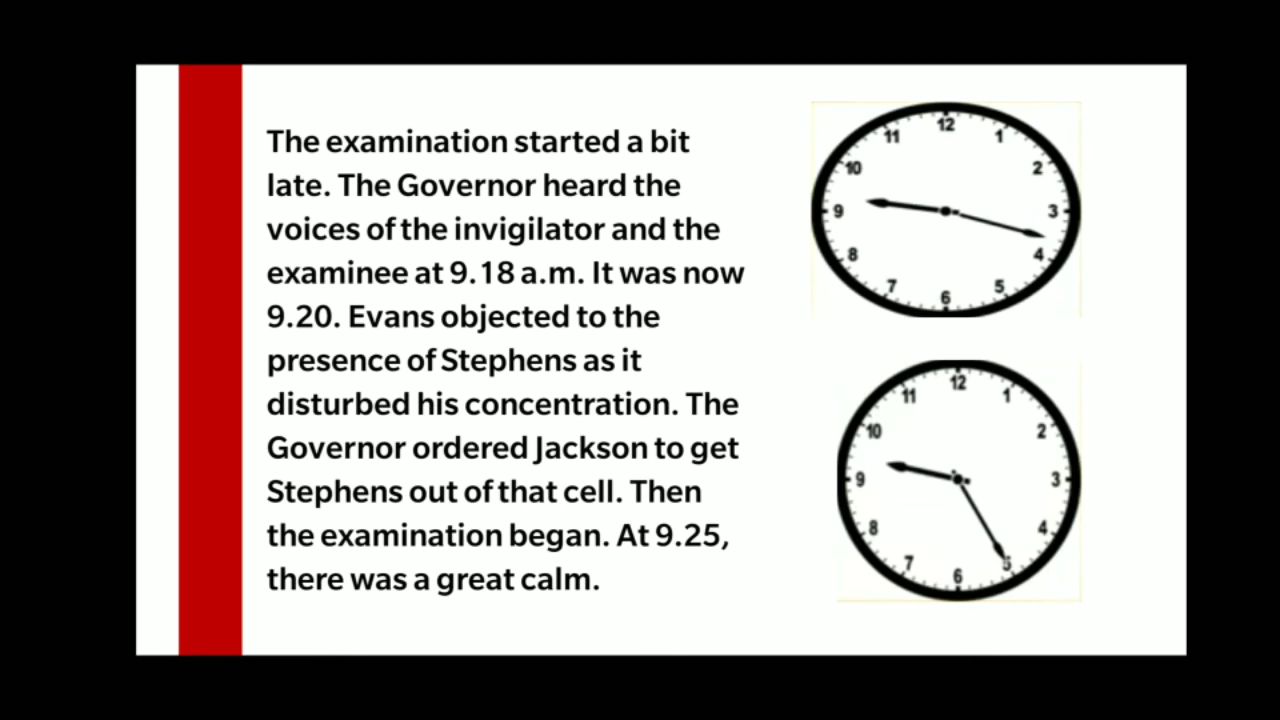 The examination started a bit
late. The Governor heard the
voices of the invigilator and the
examinee at 9.18 a.m. It was now
9.20. Evans objected to the
presence of Stephens as it
disturbed his concentration. The
Governor ordered Jackson to get
Stephens out of that cell. Then
the examination began. At 9.25,
there was a great calm.
12
11 1
10 2
9 3
8 4
7 5
6
12
11 1
10 2
9 3
8 4
7 5
6